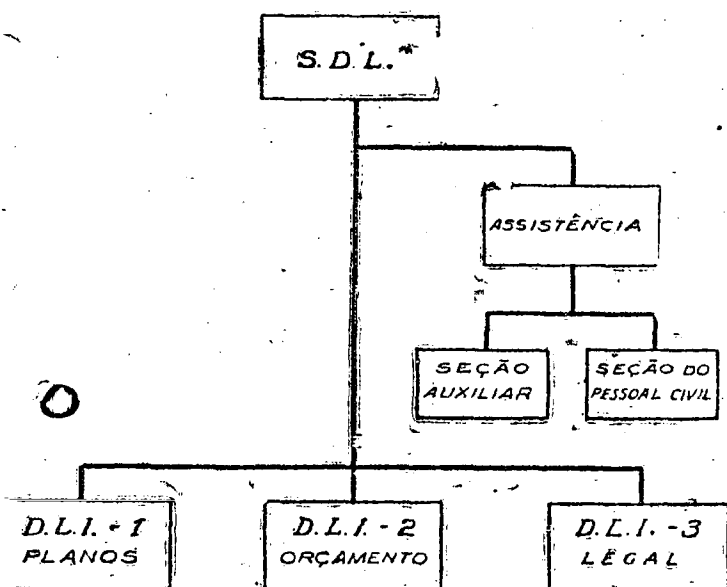 S.D.L.
ASSISTÊNCIA
SEÇÃO
AUXILIAR
SEÇÃO DO
PESSOAL CIVIL
D.L.I. - 1
PLANOS
D.L.I. - 2
ORÇAMENTO
D.L.I. - 3
LEGAL